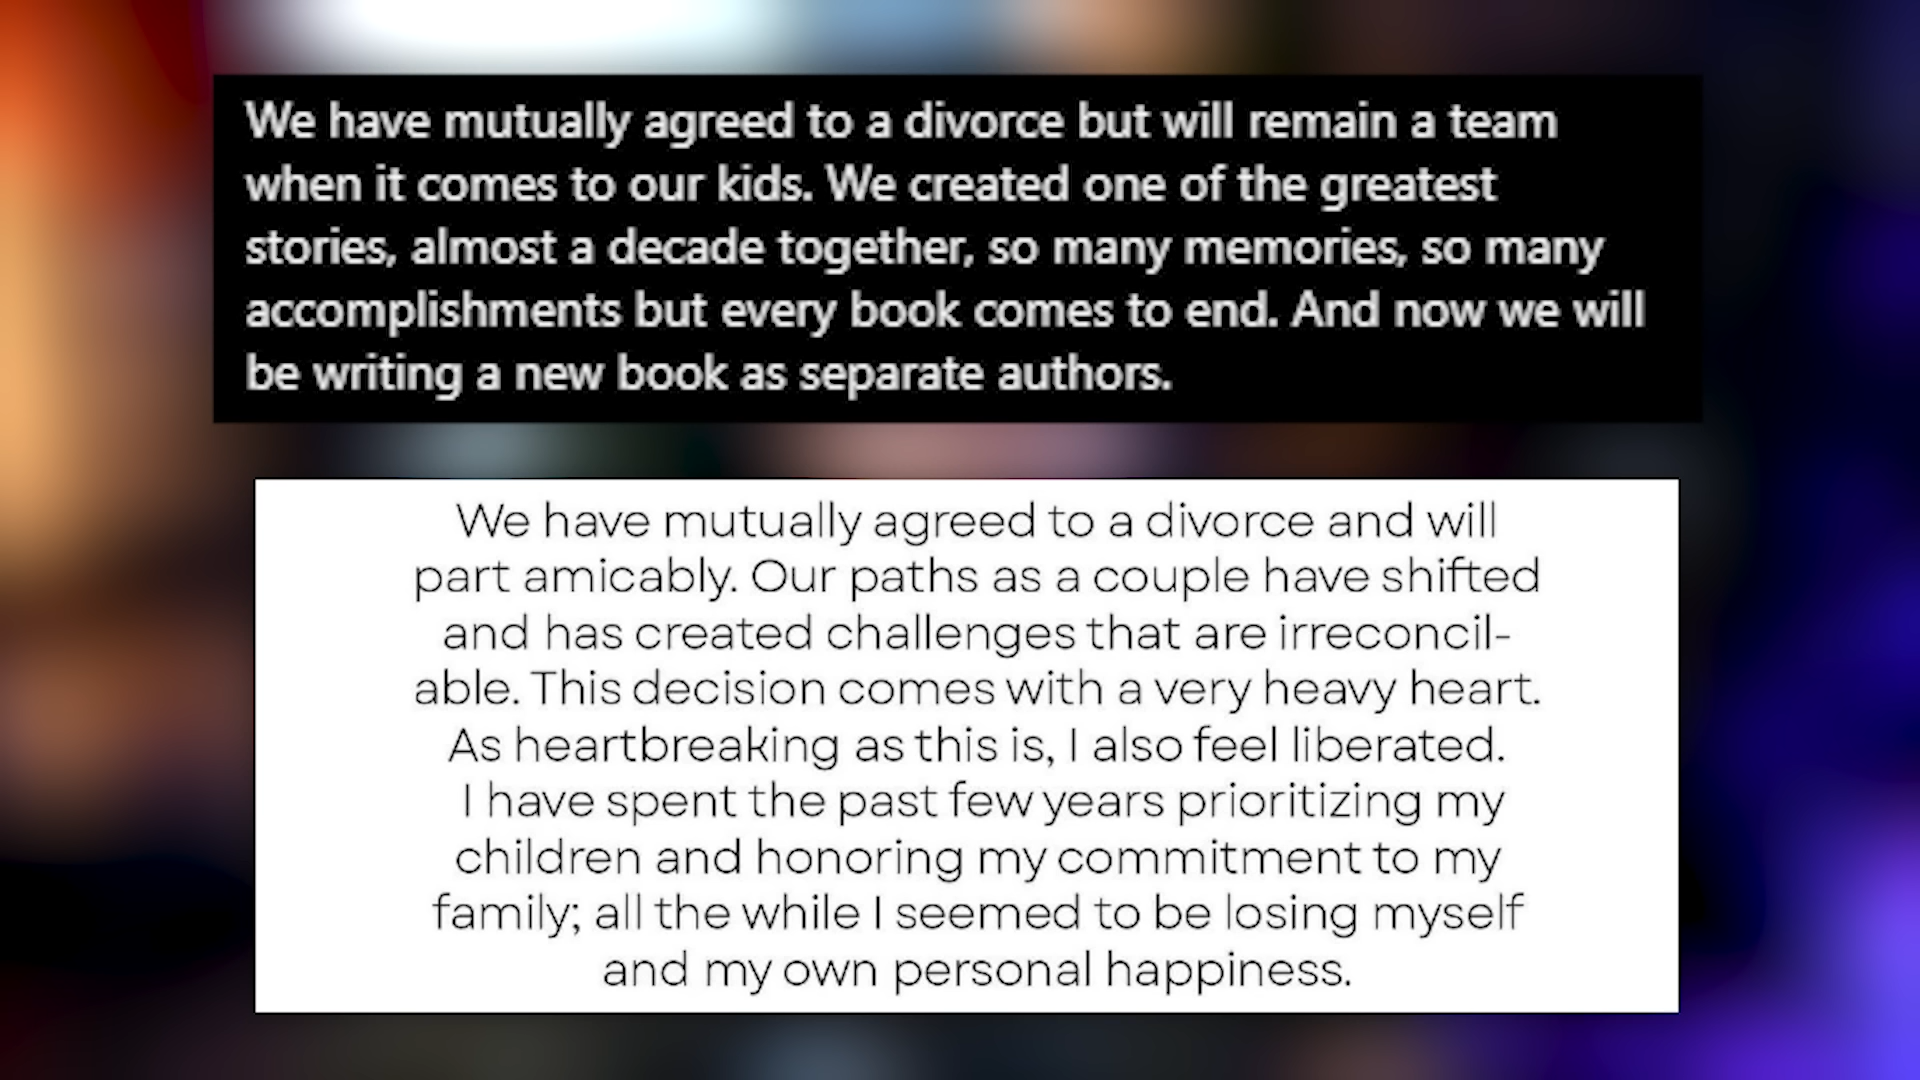 We have mutually agreed to a divorce but will remain a team
when it comes to our kids. We created one of the greatest
stories, almost a decade together, so many memories, so many
accomplishments but every book comes to end. And now we will
be writing a new book as separate authors.
We have mutually agreed to a divorce and will
part amicably. Our paths as a couple have shifted
and has created challenges that are irreconcil-
able. This decision comes with a very heavy heart.
As heartbreaking as this is, I also feel liberated.
I have spent the past few years prioritizing my
children and honoring my commitment to my
family; all the while I seemed to be losing myself
and my own personal happiness.